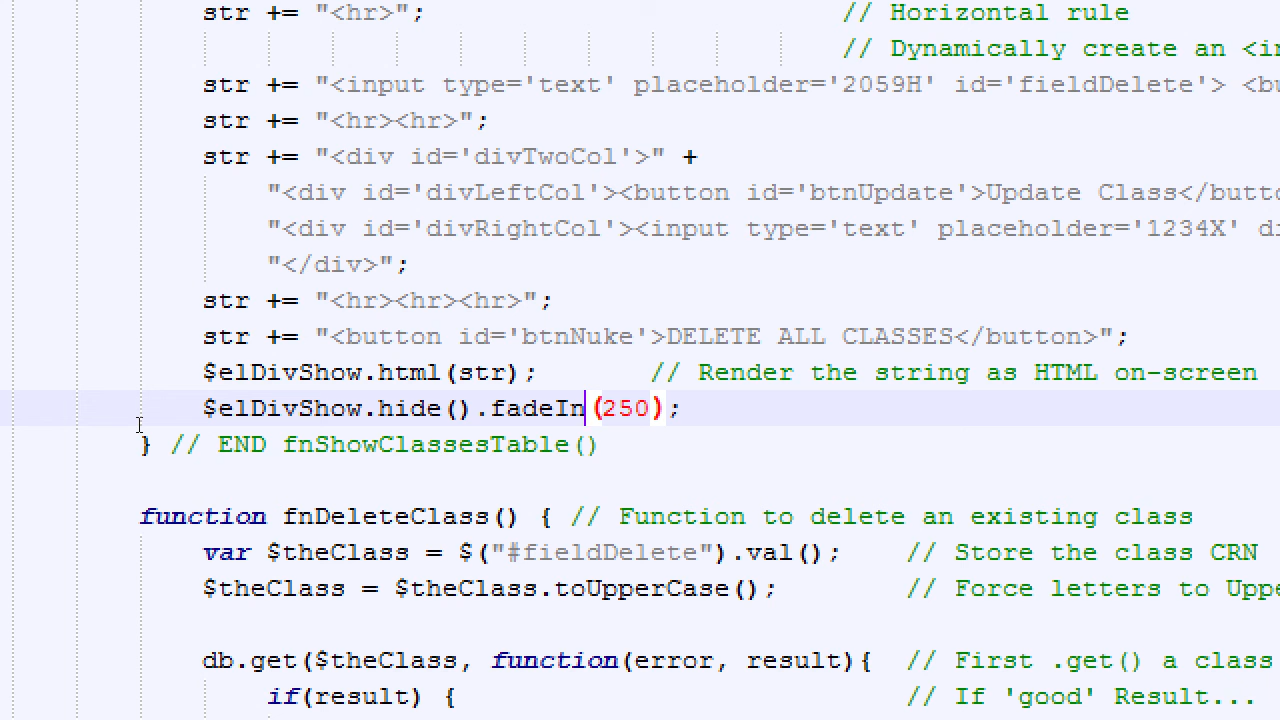 str += "<hr>"; // Horizontal rule
// Dynamically create an
str += "<input type='text' placeholder='2059H' id='fieldDelete'>
str += "<hr><hr>";
str += "<div id='divTwoCol'>" +
"<div id='divLeftCol'><button id='btnUpdate'>Update Class
"<div id='divRightCol'><input type='text' placeholder='1234X'
"</div>";
str += "<hr><hr><hr>";
str += "<button id='btnNuke'>DELETE ALL CLASSES</button>";
$elDivShow.html(str); // Render the string as HTML on-screen
$elDivShow.hide().fadeIn(250);
} // END fnShowClassesTable()
function fnDeleteClass() { // Function to delete an existing class
var $theClass = $("#fieldDelete").val(); // Store the class CRN
$theClass = $theClass.toUpperCase(); // Force letters to
db.get($theClass, function(error, result){ // First .get() a class
if(result) { // If 'good' Result...